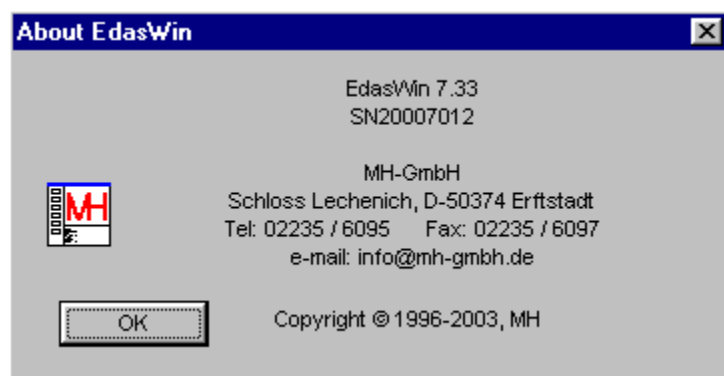 About EdasWin
EdasWin 7.33
SN20007012
MH-GmbH
Schloss Lechenich, D-50374 Erftstadt
Tel: 02235 / 6095 Fax: 02235 / 6097
e-mail: info@mh-gmbh.de
MH
OK
Copyright © 1996-2003, MH